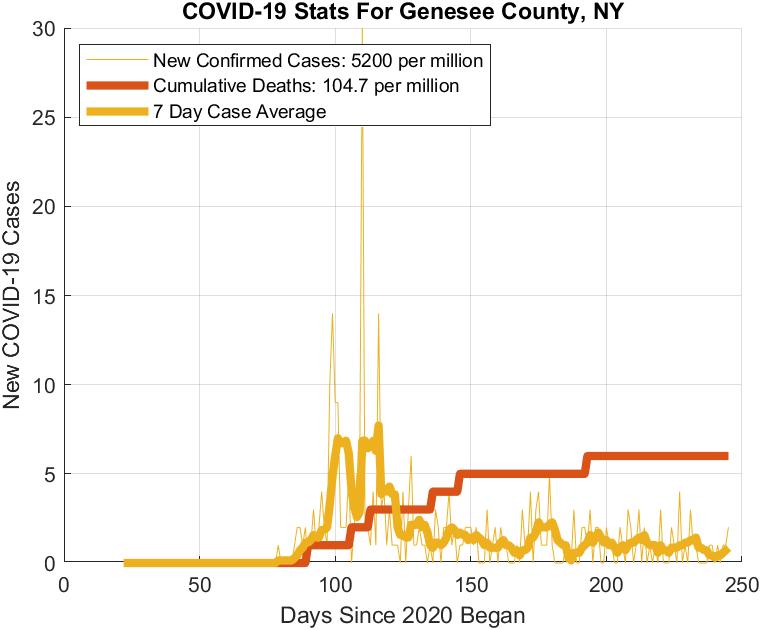 COVID-19 Stats For Genesee County, NY
30
New Confirmed Cases: 5200 per million
Cumulative Deaths: 104.7 per million
7 Day Case Average
25
20
15
10
5
0
New COVID-19 Cases
0 50 100 150 200 250
Days Since 2020 Began